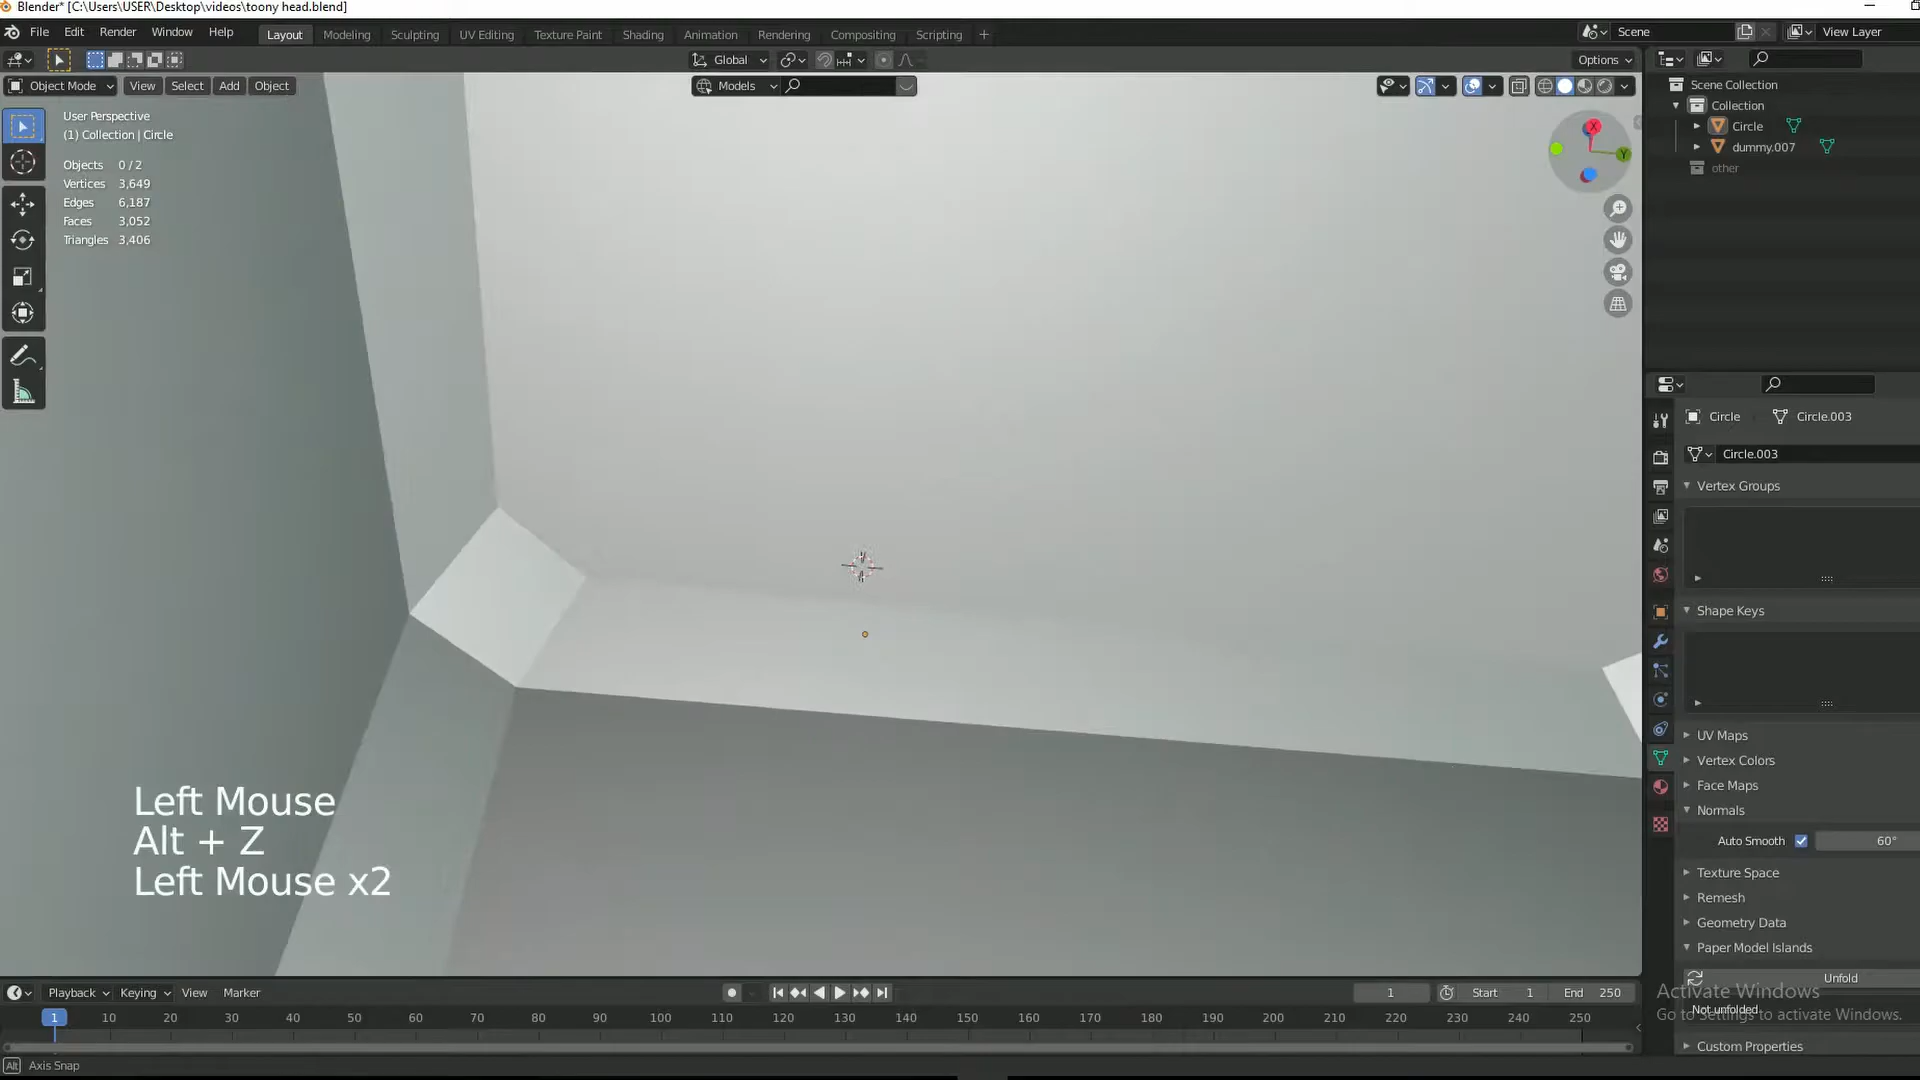 Blender* [C:\Users\USER\Desktop\videos\toony head.blend]
File Edit Render Window Help Layout Modeling Sculpting UV Editing Texture Paint Shading Animation Rendering Compositing Scripting + Scene View Layer
Global Options
Object Mode View Select Add Object Models
User Perspective
(1) Collection | Circle
Objects 0 / 2
Vertices 3,649
Edges 6,187
Faces 3,052
Triangles 3,406
X
Y
Scene Collection
Collection
Circle
dummy.007
other
Circle Circle.003
Circle.003
Vertex Groups
Shape Keys
UV Maps
Vertex Colors
Face Maps
Normals
Auto Smooth 60°
Texture Space
Remesh
Geometry Data
Paper Model Islands
Unfold
Not unfolded
Custom Properties
Activate Windows
Go to Settings to activate Windows.
Left Mouse
Alt + Z
Left Mouse x2
Playback Keying View Marker 1 Start 1 End 250
1 10 20 30 40 50 60 70 80 90 100 110 120 130 140 150 160 170 180 190 200 210 220 230 240 250
Alt Axis Snap